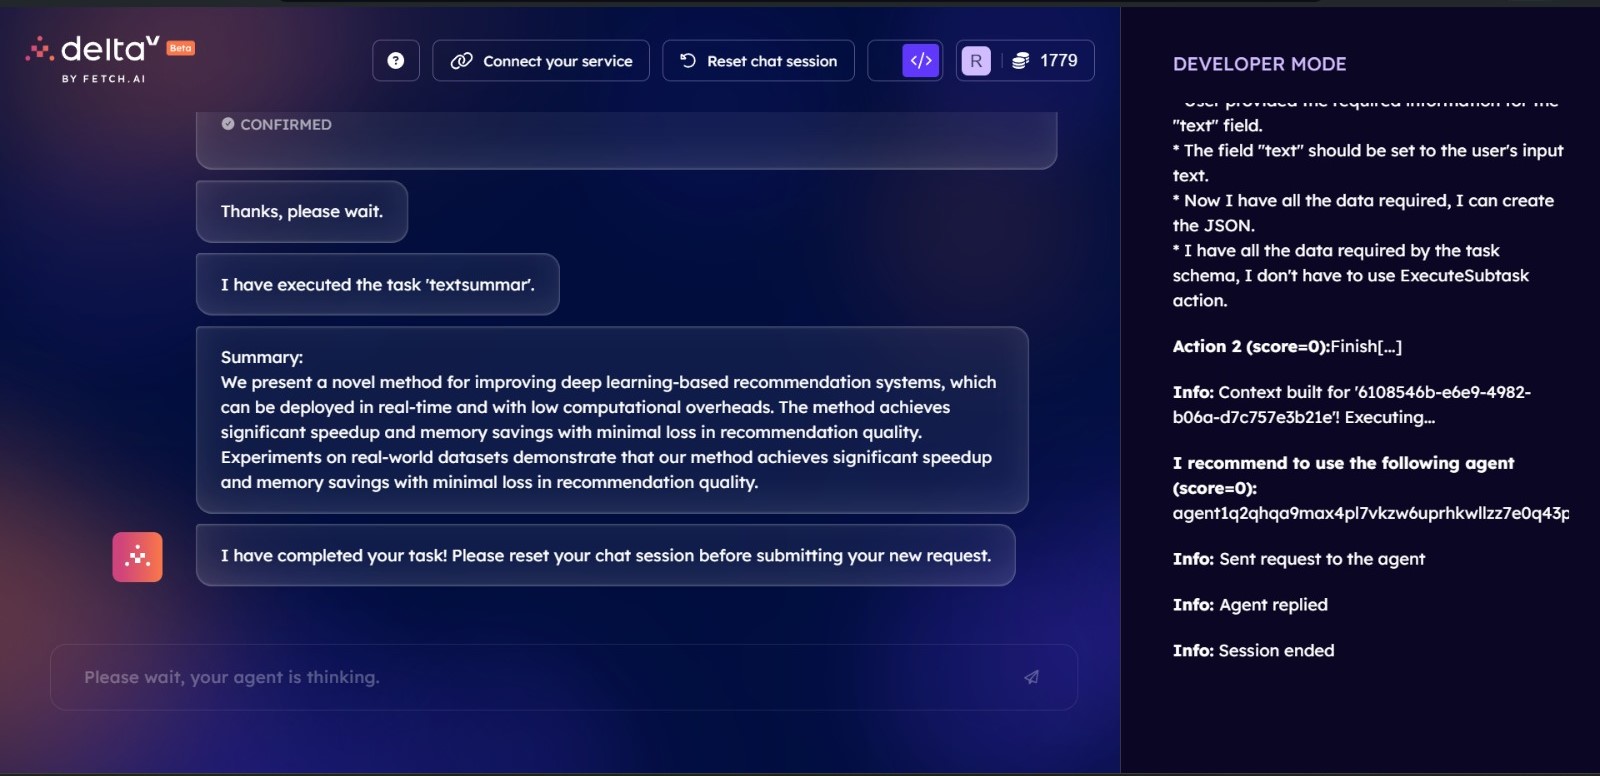 deltaV Beta
BY FETCH.AI
? Connect your service
Reset chat session
</>
R 1779
CONFIRMED
Thanks, please wait.
I have executed the task 'textsummar'.
Summary:
We present a novel method for improving deep learning-based recommendation systems, which
can be deployed in real-time and with low computational overheads. The method achieves
significant speedup and memory savings with minimal loss in recommendation quality.
Experiments on real-world datasets demonstrate that our method achieves significant speedup
and memory savings with minimal loss in recommendation quality.
I have completed your task! Please reset your chat session before submitting your new request.
Please wait, your agent is thinking.
DEVELOPER MODE
* User provided the required information for the
"text" field.
* The field "text" should be set to the user's input
text.
* Now I have all the data required, I can create
the JSON.
* I have all the data required by the task
schema, I don't have to use ExecuteSubtask
action.
Action 2 (score=0):Finish[...]
Info: Context built for '6108546b-e6e9-4982-
b06a-d7c757e3b21e'! Executing...
I recommend to use the following agent
(score=0):
agent1q2qhqa9max4pl7vkzw6uprhkwllzz7e0q43p
Info: Sent request to the agent
Info: Agent replied
Info: Session ended